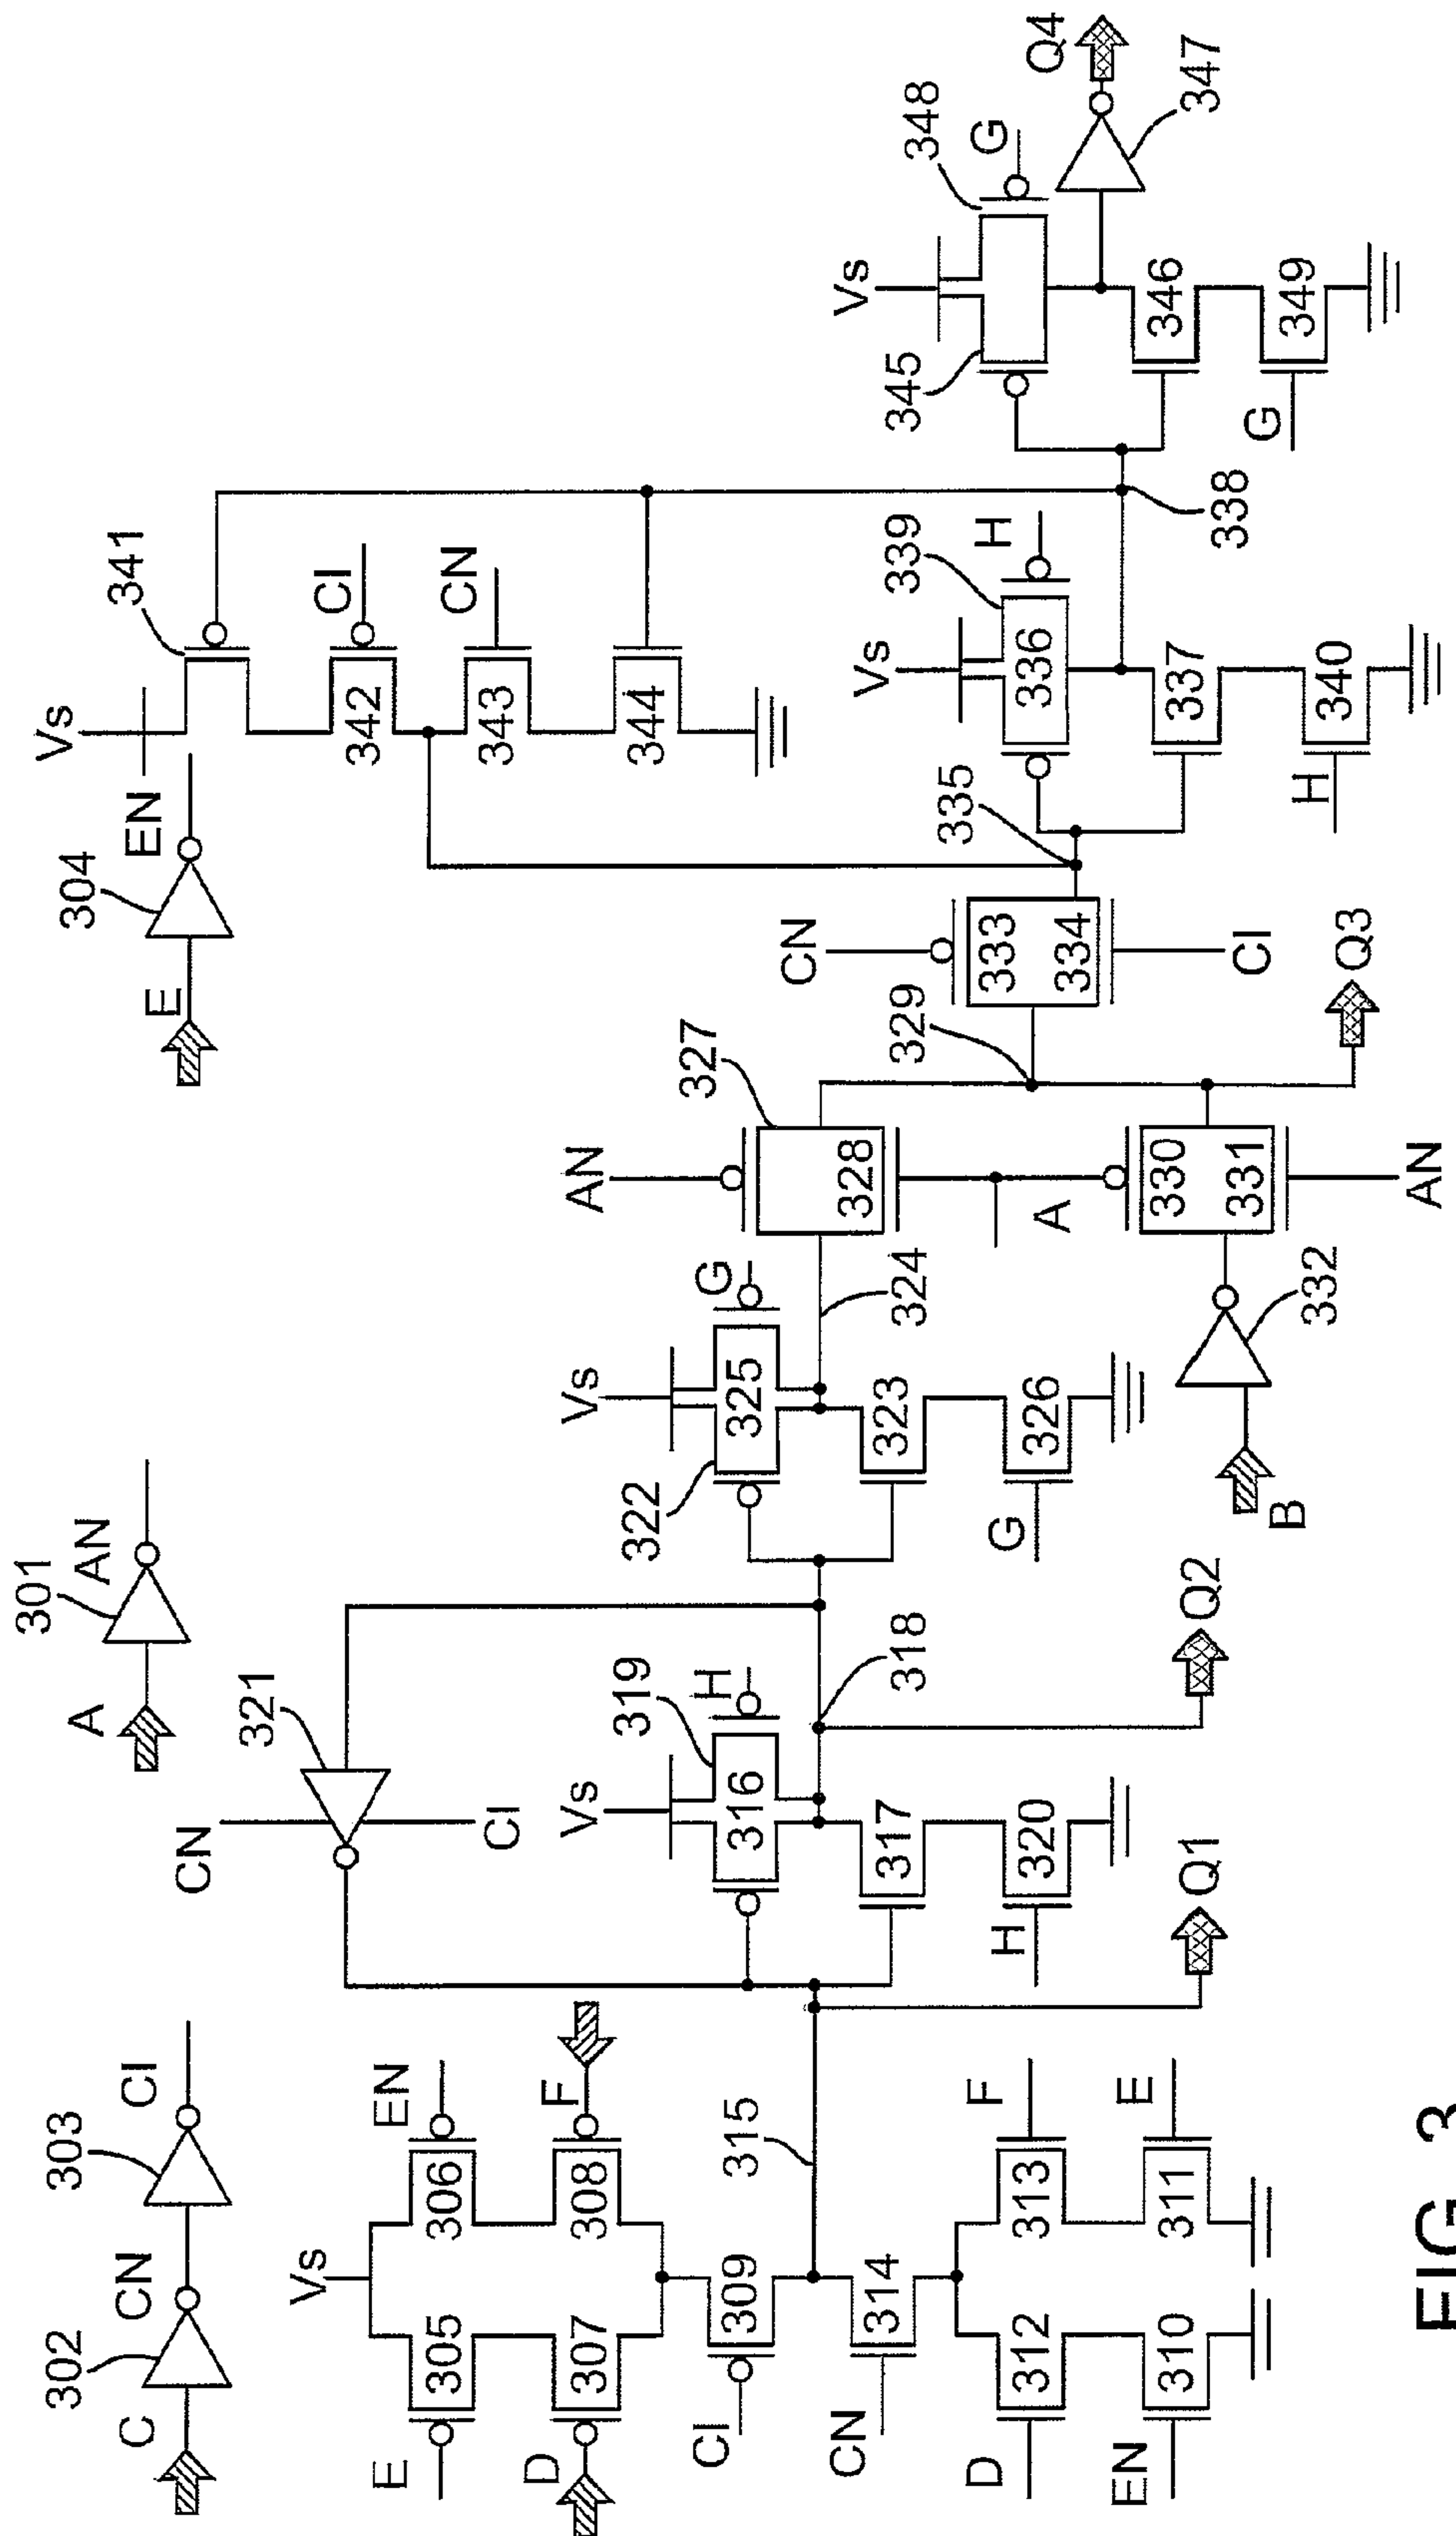 FIG 3
C
302
CN
303
CI
A
301
AN
E
304
EN
Vs
341
CI
342
CN
343
344
Vs
E
305
306
EN
D
307
308
F
CI
309
315
CN
314
D
312
313
F
EN
310
311
E
Q1
CN
321
CI
Vs
316
319
H
317
318
H
320
Q2
Vs
322
325
G
323
324
G
326
AN
327
328
A
330
331
AN
B
332
329
Q3
CN
333
334
CI
335
Vs
336
339
H
337
338
H
340
Vs
345
348
G
346
G
349
347
Q4